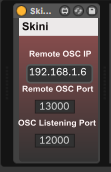 Ski...
Skini
Remote OSC IP
192.168.1.6
Remote OSC Port
13000
OSC Listening Port
12000